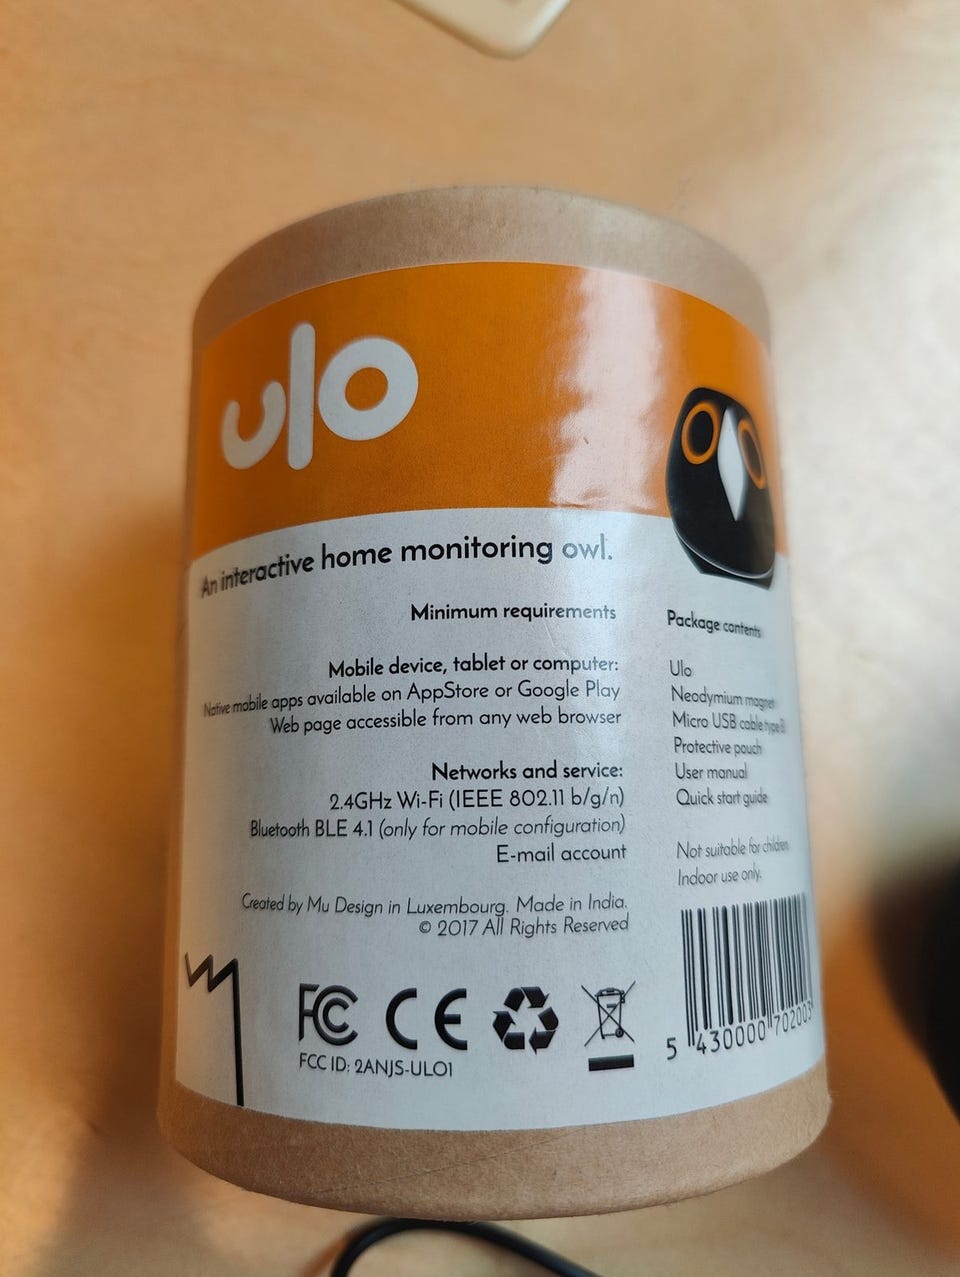 ulo
An interactive home monitoring owl.
Minimum requirements
Mobile device, tablet or computer:
Native mobile apps available on AppStore or Google Play
Web page accessible from any web browser
Networks and service:
2.4GHz Wi-Fi (IEEE 802.11 b/g/n)
Bluetooth BLE 4.1 (only for mobile configuration)
E-mail account
Created by Mu Design in Luxembourg. Made in India.
© 2017 All Rights Reserved
FCC CE
FCC ID: 2ANJS-ULO1
Package contents
Ulo
Neodymium magnet
Micro USB cable type B
Protective pouch
User manual
Quick start guide
Not suitable for children.
Indoor use only.
5 430000 702003